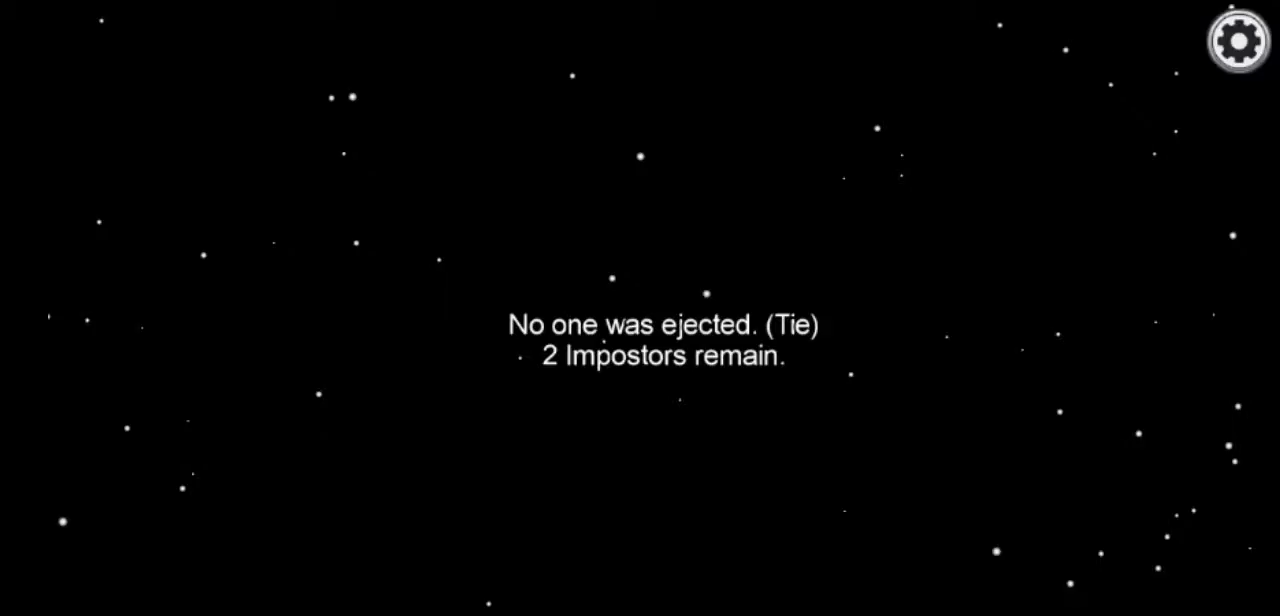 No one was ejected. (Tie)
2 Impostors remain.